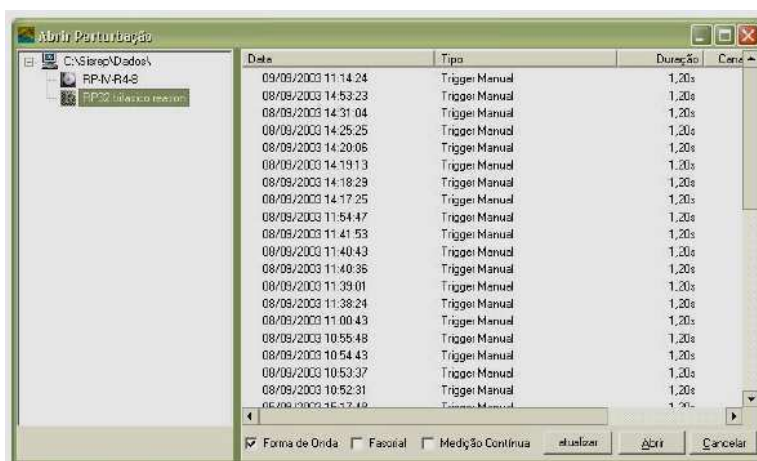 Abrir Perturbação
C:\Sisrep\Dados\
RP-IV-R4-8
RP32 trifasico reason
Data Tipo Duração
09/09/2003 11:14:24 Trigger Manual 1,20s
08/09/2003 14:53:23 Trigger Manual 1,20s
08/09/2003 14:31:04 Trigger Manual 1,20s
08/09/2003 14:25:25 Trigger Manual 1,20s
08/09/2003 14:20:06 Trigger Manual 1,20s
08/09/2003 14:19:13 Trigger Manual 1,20s
08/09/2003 14:18:29 Trigger Manual 1,20s
08/09/2003 14:17:25 Trigger Manual 1,20s
08/09/2003 11:54:47 Trigger Manual 1,20s
08/09/2003 11:41:53 Trigger Manual 1,20s
08/09/2003 11:40:43 Trigger Manual 1,20s
08/09/2003 11:40:36 Trigger Manual 1,20s
08/09/2003 11:39:01 Trigger Manual 1,20s
08/09/2003 11:38:24 Trigger Manual 1,20s
08/09/2003 11:00:43 Trigger Manual 1,20s
08/09/2003 10:55:48 Trigger Manual 1,20s
08/09/2003 10:54:43 Trigger Manual 1,20s
08/09/2003 10:53:37 Trigger Manual 1,20s
08/09/2003 10:52:31 Trigger Manual 1,20s
Trigger Manual 1,20s
Forma de Onda Fasorial Medição Contínua atualizar Abrir Cancelar